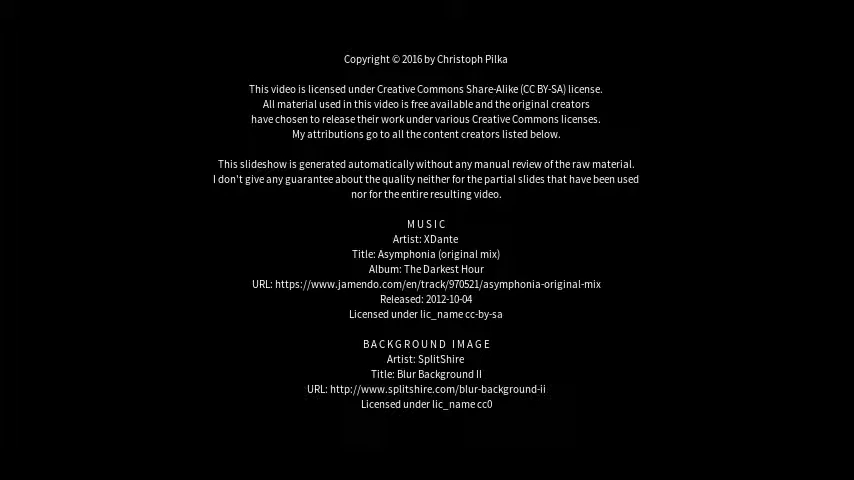 Copyright © 2016 by Christoph Pilka
This video is licensed under Creative Commons Share-Alike (CC BY-SA) license.
All material used in this video is free available and the original creators
have chosen to release their work under various Creative Commons licenses.
My attributions go to all the content creators listed below.
This slideshow is generated automatically without any manual review of the raw material.
I don't give any guarantee about the quality neither for the partial slides that have been used
nor for the entire resulting video.
M U S I C
Artist: XDante
Title: Asymphonia (original mix)
Album: The Darkest Hour
URL: https://www.jamendo.com/en/track/970521/asymphonia-original-mix
Released: 2012-10-04
Licensed under lic_name cc-by-sa
B A C K G R O U N D   I M A G E
Artist: SplitShire
Title: Blur Background II
URL: http://www.splitshire.com/blur-background-ii
Licensed under lic_name cc0